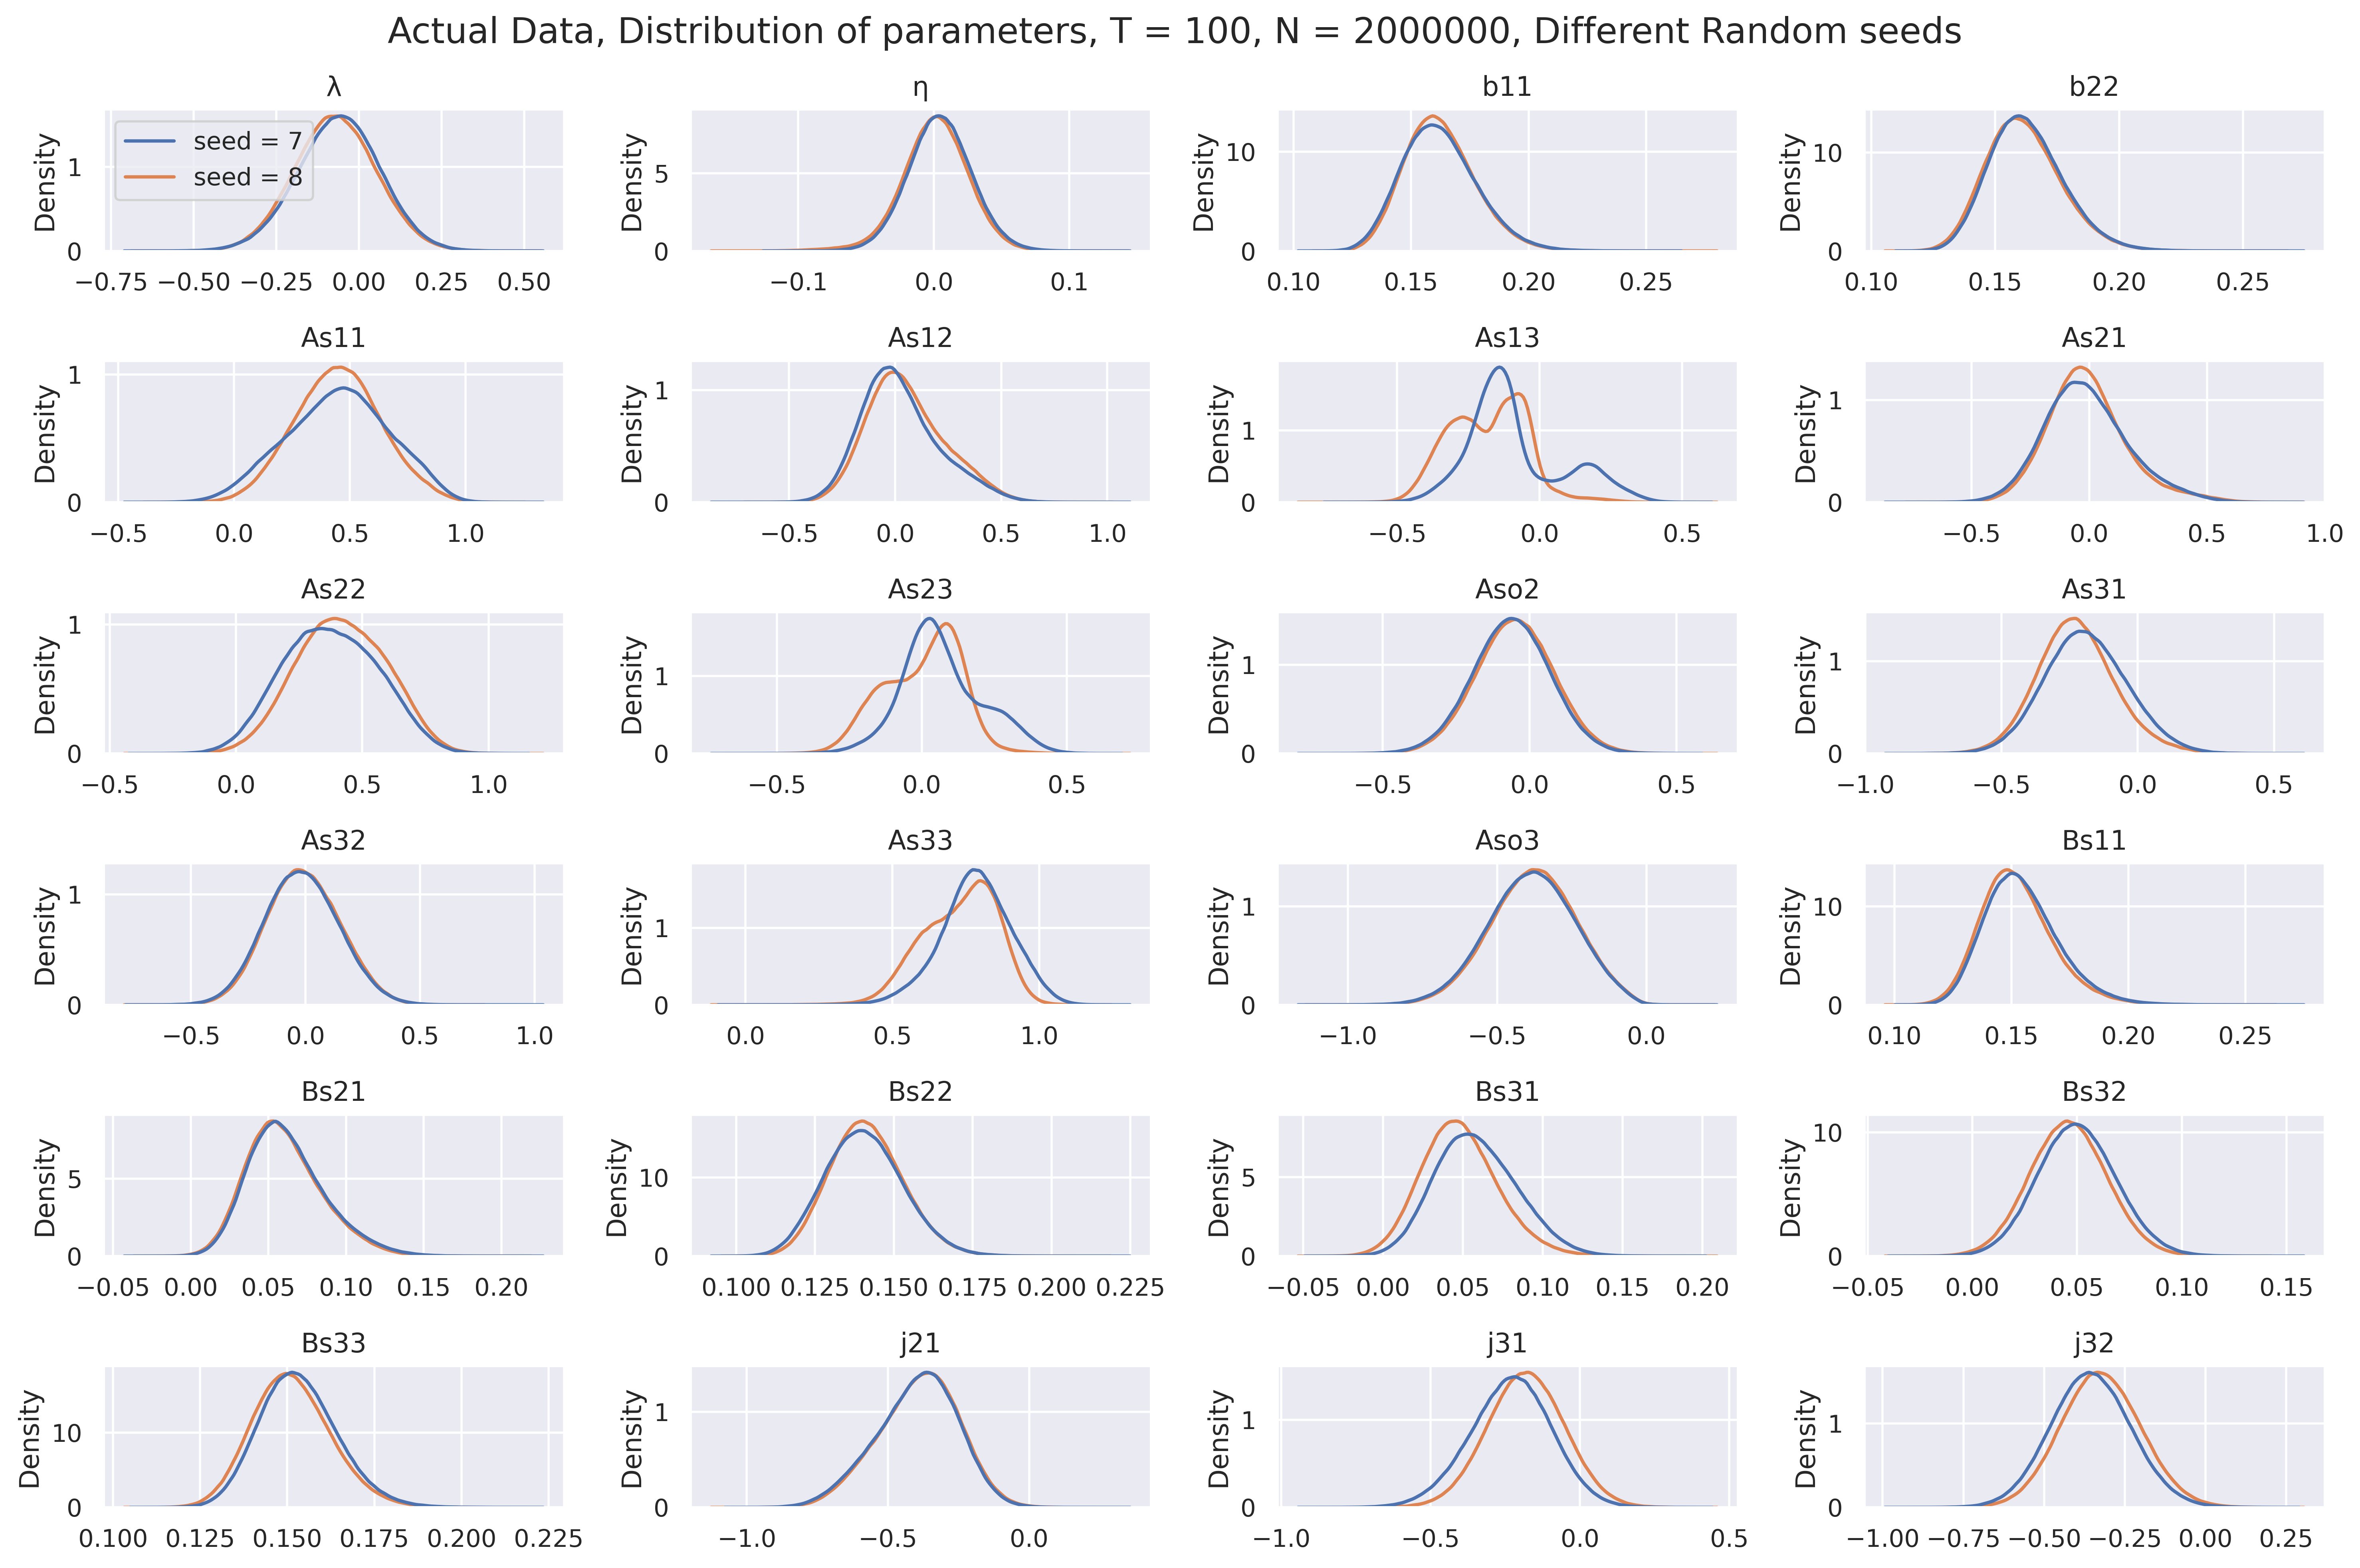 Actual Data, Distribution of parameters, T = 100, N = 2000000, Different Random seeds
λ
η
b11
b22
Density
1
0
seed = 7
seed = 8
−0.75 −0.50 −0.25 0.00 0.25 0.50
Density
5
0
−0.1 0.0 0.1
Density
10
0
0.10 0.15 0.20 0.25
Density
10
0
0.10 0.15 0.20 0.25
As11
As12
As13
As21
Density
1
0
−0.5 0.0 0.5 1.0
Density
1
0
−0.5 0.0 0.5 1.0
Density
1
0
−0.5 0.0 0.5
Density
1
0
−0.5 0.0 0.5 1.0
As22
As23
Aso2
As31
Density
1
0
−0.5 0.0 0.5 1.0
Density
1
0
−0.5 0.0 0.5
Density
1
0
−0.5 0.0 0.5
Density
1
0
−1.0 −0.5 0.0 0.5
As32
As33
Aso3
Bs11
Density
1
0
−0.5 0.0 0.5 1.0
Density
1
0
0.0 0.5 1.0
Density
1
0
−1.0 −0.5 0.0
Density
10
0
0.10 0.15 0.20 0.25
Bs21
Bs22
Bs31
Bs32
Density
5
0
−0.05 0.00 0.05 0.10 0.15 0.20
Density
10
0
0.100 0.125 0.150 0.175 0.200 0.225
Density
5
0
−0.05 0.00 0.05 0.10 0.15 0.20
Density
10
0
−0.05 0.00 0.05 0.10 0.15
Bs33
j21
j31
j32
Density
10
0
0.100 0.125 0.150 0.175 0.200 0.225
Density
1
0
−1.0 −0.5 0.0
Density
1
0
−1.0 −0.5 0.0 0.5
Density
1
0
−1.00 −0.75 −0.50 −0.25 0.00 0.25